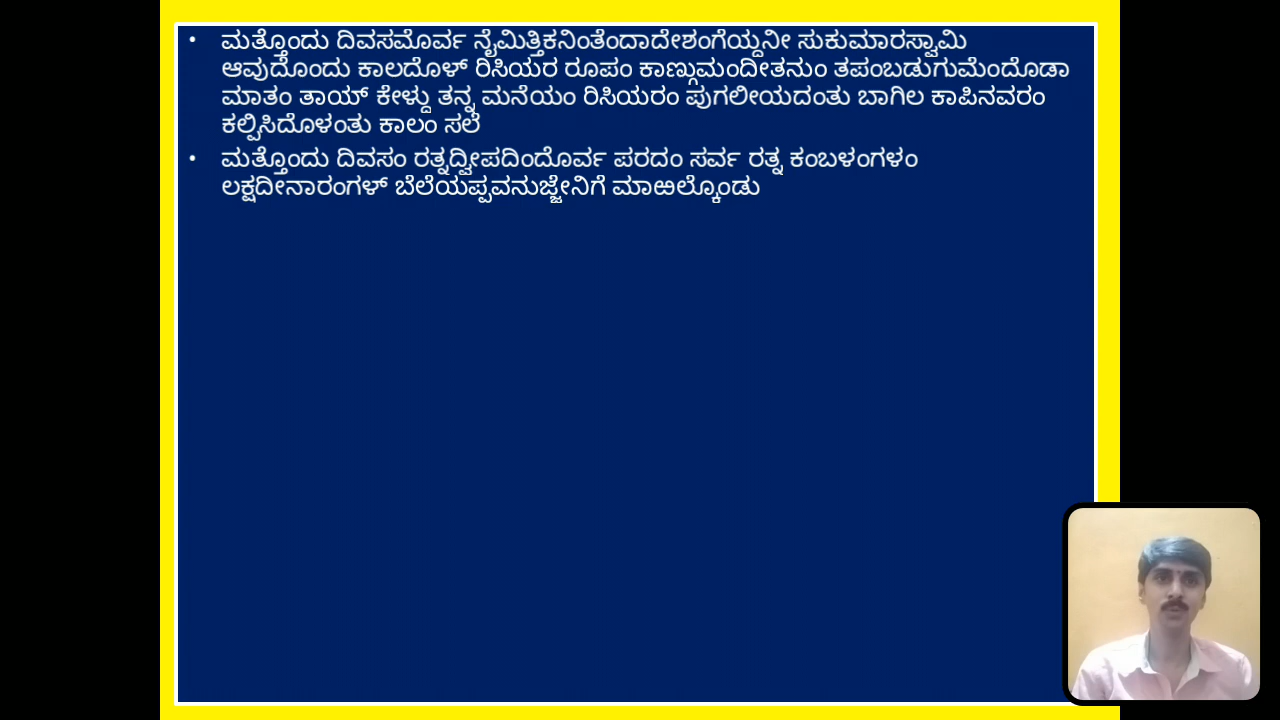 • ಮತ್ತೊಂದು ದಿವಸಮೊರ್ವ ನೈಮಿತ್ತಿಕನಿಂತೆಂದಾದೇಶಂಗೆಯ್ದನೀ ಸುಕುಮಾರಸ್ವಾಮಿ
ಆವುದೊಂದು ಕಾಲದೊಳ್ ರಿಸಿಯರ ರೂಪಂ ಕಾಣ್ಗುಮಂದೀತನುಂ ತಪಂಬಡುಗುಮೆಂದೊಡಾ
ಮಾತಂ ತಾಯ್ ಕೇಳ್ದು ತನ್ನ ಮನೆಯಂ ರಿಸಿಯರಂ ಪುಗಲೀಯದಂತು ಬಾಗಿಲ ಕಾಪಿನವರಂ
ಕಲ್ಪಿಸಿದೊಳಂತು ಕಾಲಂ ಸಲೆ
• ಮತ್ತೊಂದು ದಿವಸಂ ರತ್ನದ್ವೀಪದಿಂದೊರ್ವ ಪರದಂ ಸರ್ವ ರತ್ನ ಕಂಬಳಂಗಳಂ
ಲಕ್ಷದೀನಾರಂಗಳ್ ಬೆಲೆಯಪ್ಪವನುಜ್ಜೇನಿಗೆ ಮಾಱಲ್ಕೊಂಡು